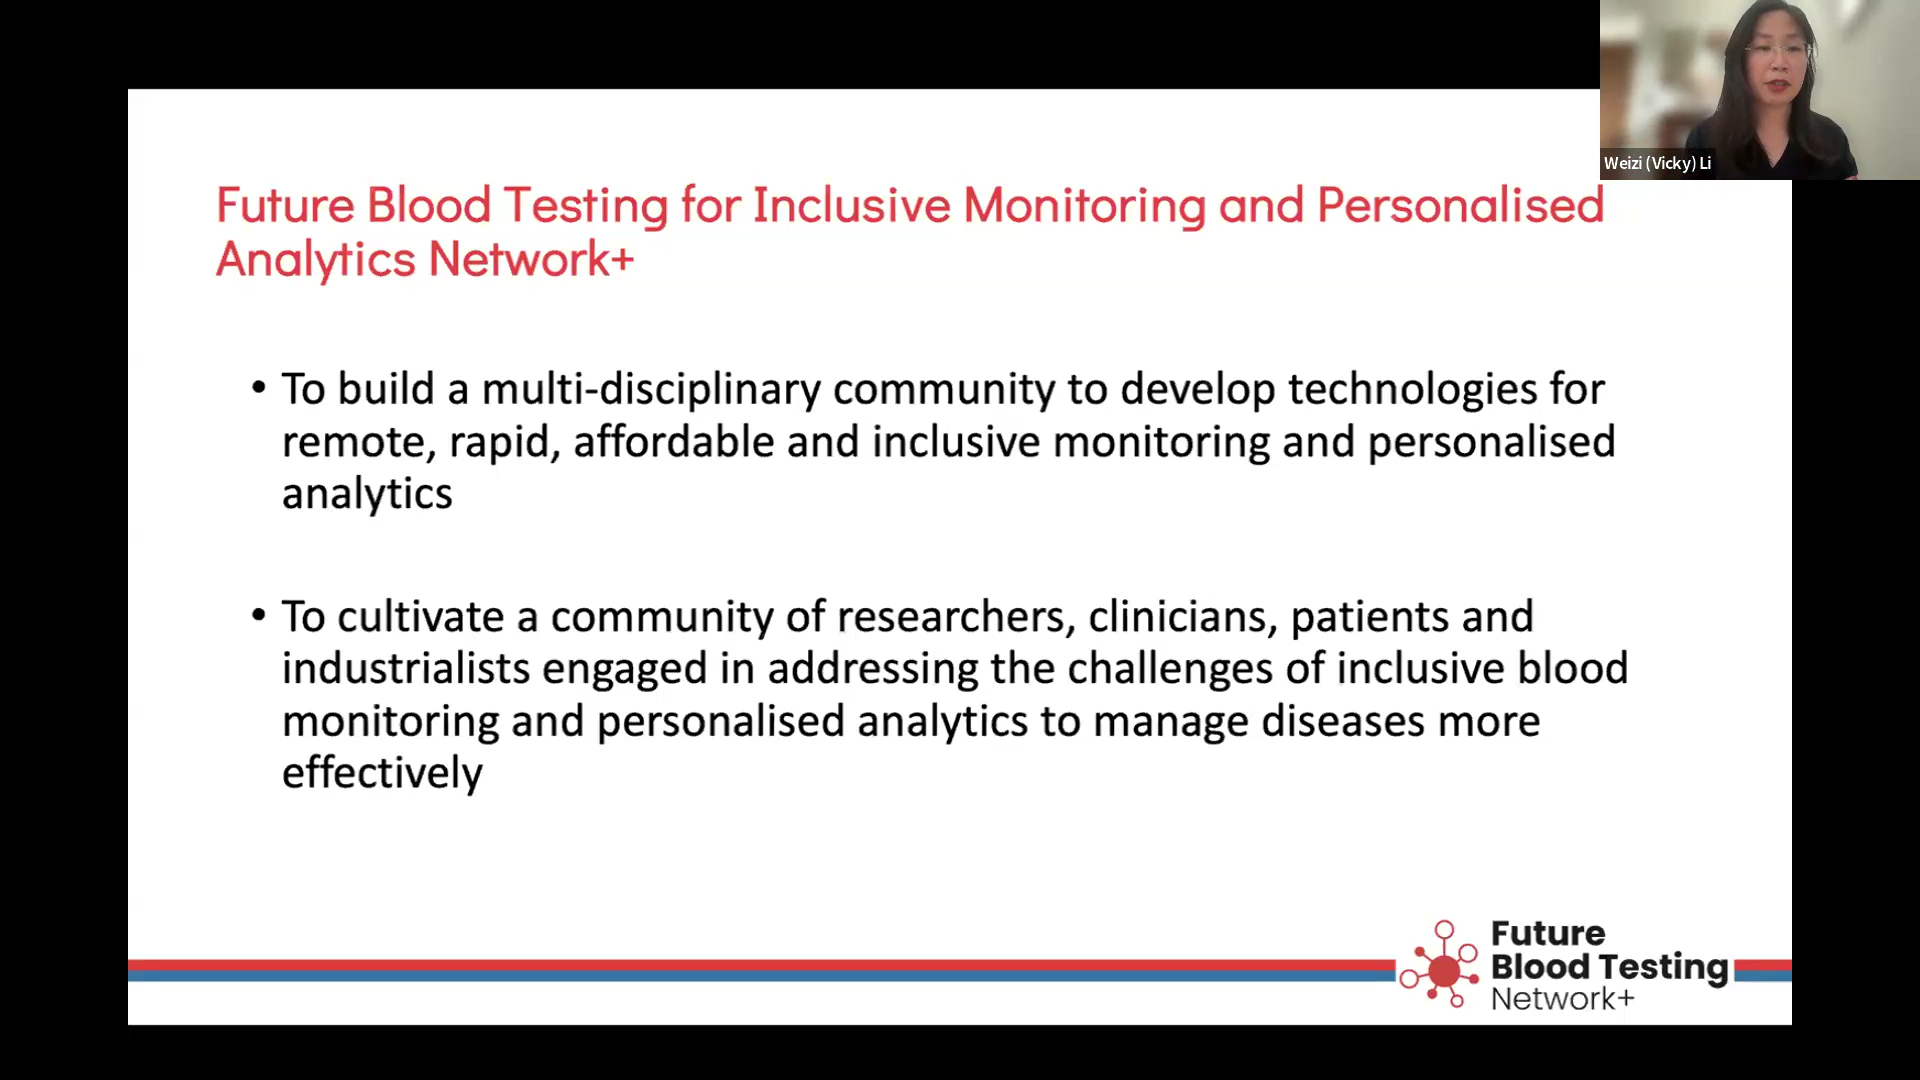 Weizi (Vicky) Li
Future Blood Testing for Inclusive Monitoring and Personalised
Analytics Network+
• To build a multi-disciplinary community to develop technologies for
remote, rapid, affordable and inclusive monitoring and personalised
analytics
• To cultivate a community of researchers, clinicians, patients and
industrialists engaged in addressing the challenges of inclusive blood
monitoring and personalised analytics to manage diseases more
effectively
Future
Blood Testing
Network+